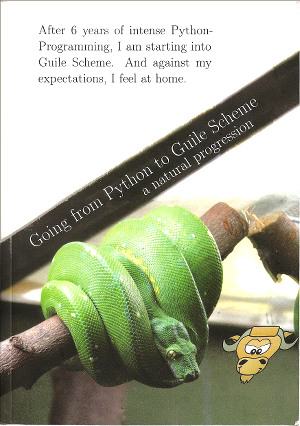 After 6 years of intense Python-
Programming, I am starting into
Guile Scheme. And against my
expectations, I feel at home.
Going from Python to Guile Scheme
a natural progression